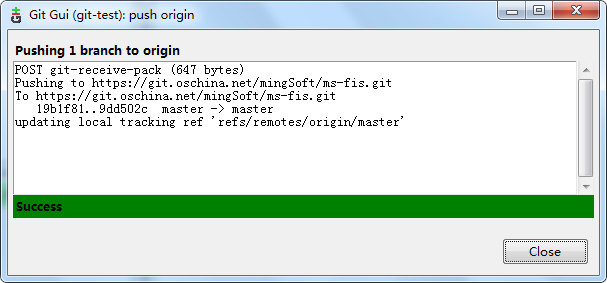 Git Gui (git-test): push origin
Pushing 1 branch to origin
POST git-receive-pack (647 bytes)
Pushing to https://git.oschina.net/mingSoft/ms-fis.git
To https://git.oschina.net/mingSoft/ms-fis.git
   19b1f81..9dd502c  master -> master
updating local tracking ref 'refs/remotes/origin/master'
Success
Close